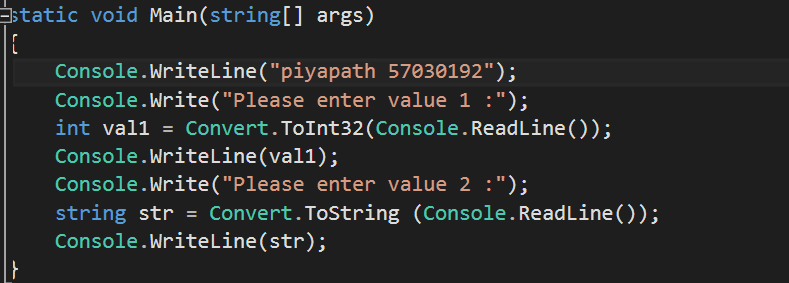 static void Main(string[] args)
{
Console.WriteLine("piyapath 57030192");
Console.Write("Please enter value 1 :");
int val1 = Convert.ToInt32(Console.ReadLine());
Console.WriteLine(val1);
Console.Write("Please enter value 2 :");
string str = Convert.ToString (Console.ReadLine());
Console.WriteLine(str);
}